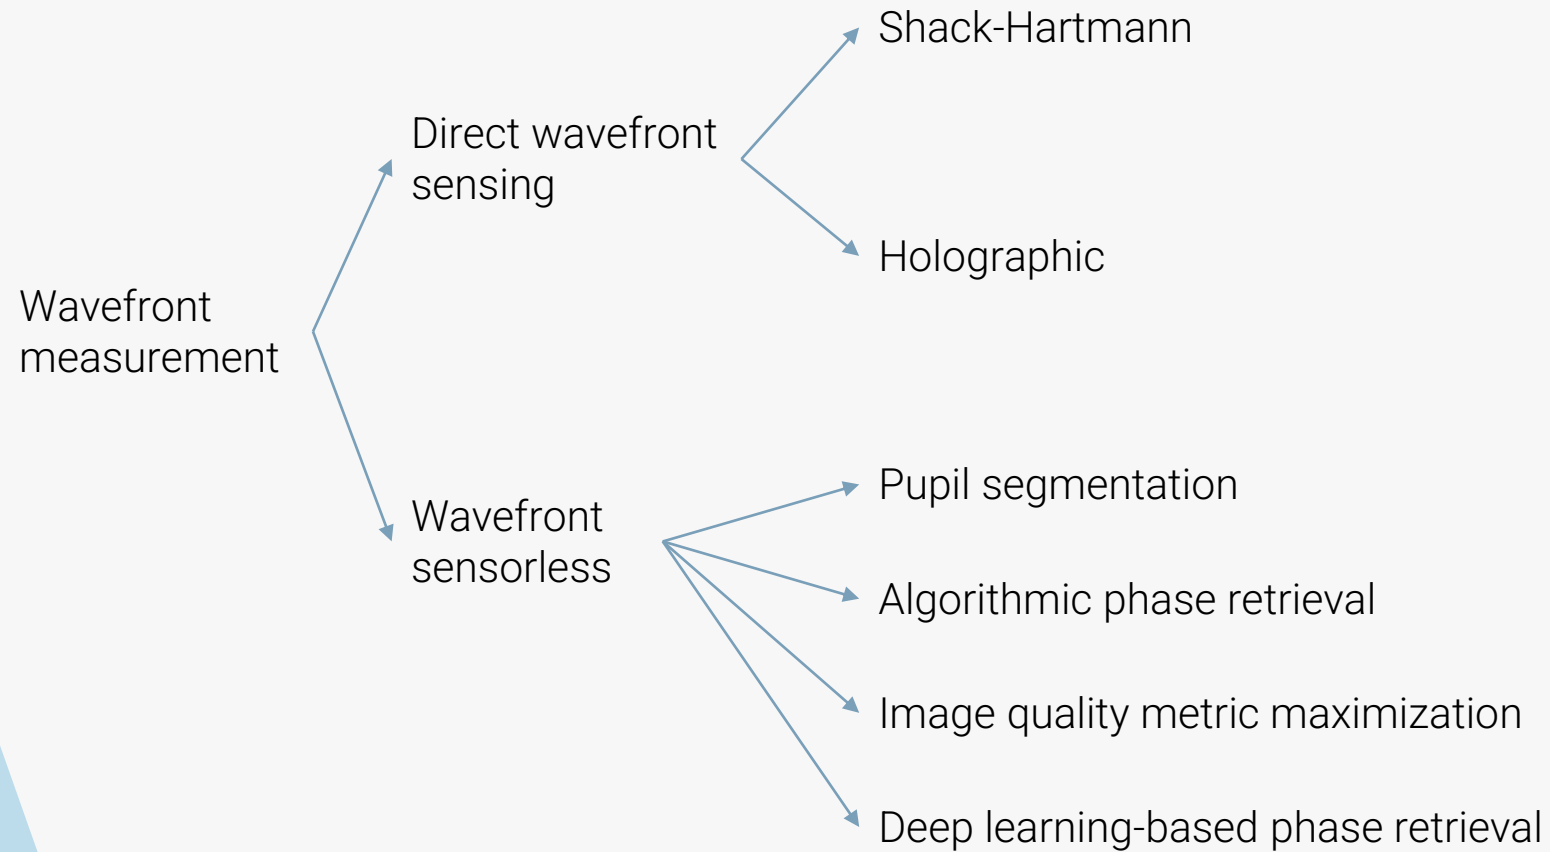 Shack-Hartmann
Direct wavefront
sensing
Holographic
Wavefront
measurement
Pupil segmentation
Wavefront
sensorless
Algorithmic phase retrieval
Image quality metric maximization
Deep learning-based phase retrieval